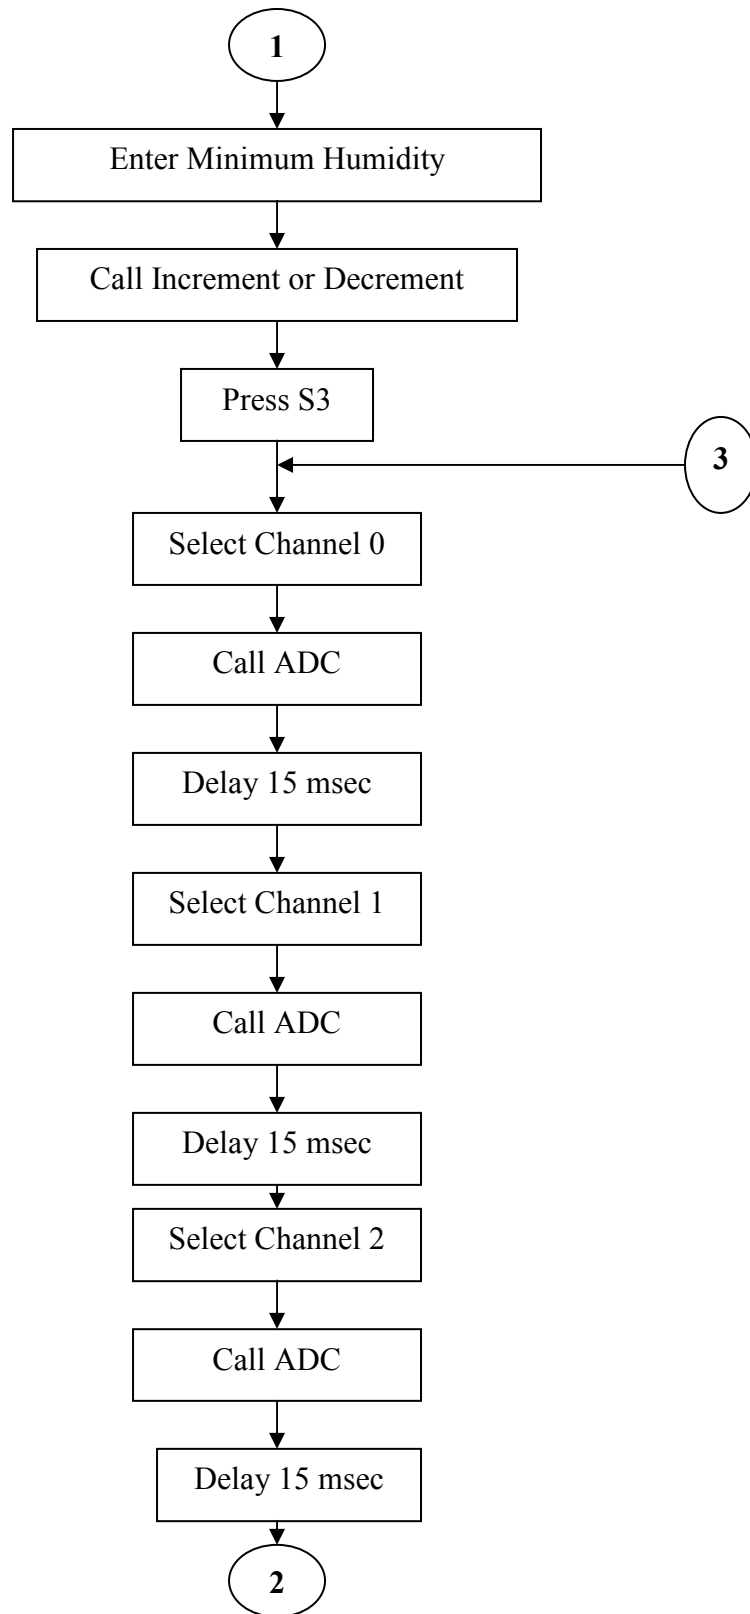 1
Enter Minimum Humidity
Call Increment or Decrement
Press S3
3
Select Channel 0
Call ADC
Delay 15 msec
Select Channel 1
Call ADC
Delay 15 msec
Select Channel 2
Call ADC
Delay 15 msec
2